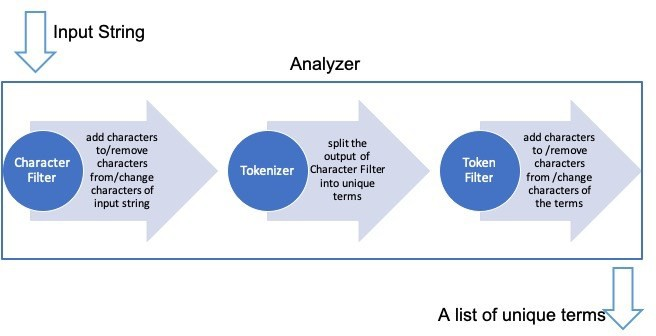 Input String
Analyzer
Character
Filter
add characters
to/remove
characters
from/change
characters of
input string
Tokenizer
split the
output of
Character Filter
into unique
terms
Token
Filter
add characters
to /remove
characters
from /change
characters of
the terms
A list of unique terms